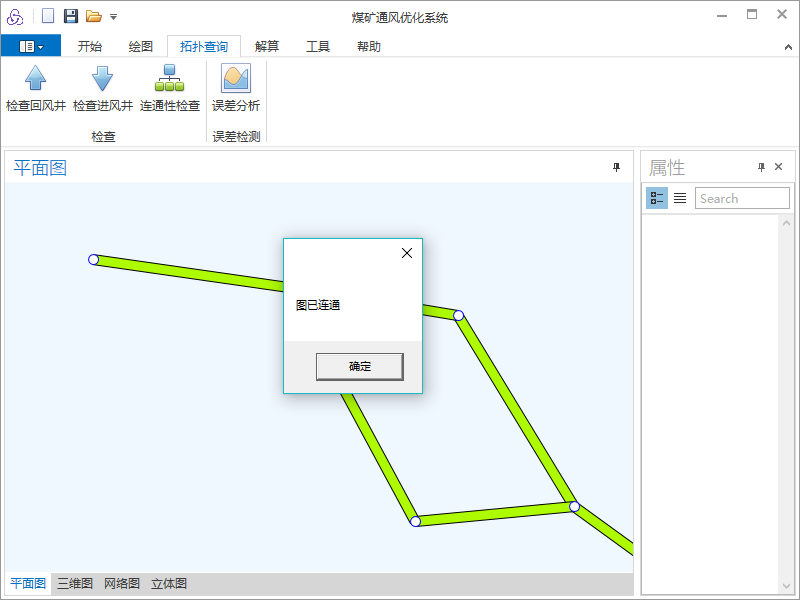 煤矿通风优化系统
开始 绘图 拓扑查询 解算 工具 帮助
检查回风井 检查进风井 连通性检查 误差分析
检查 误差检测
平面图
属性
Search
图已连通
确定
平面图 三维图 网络图 立体图